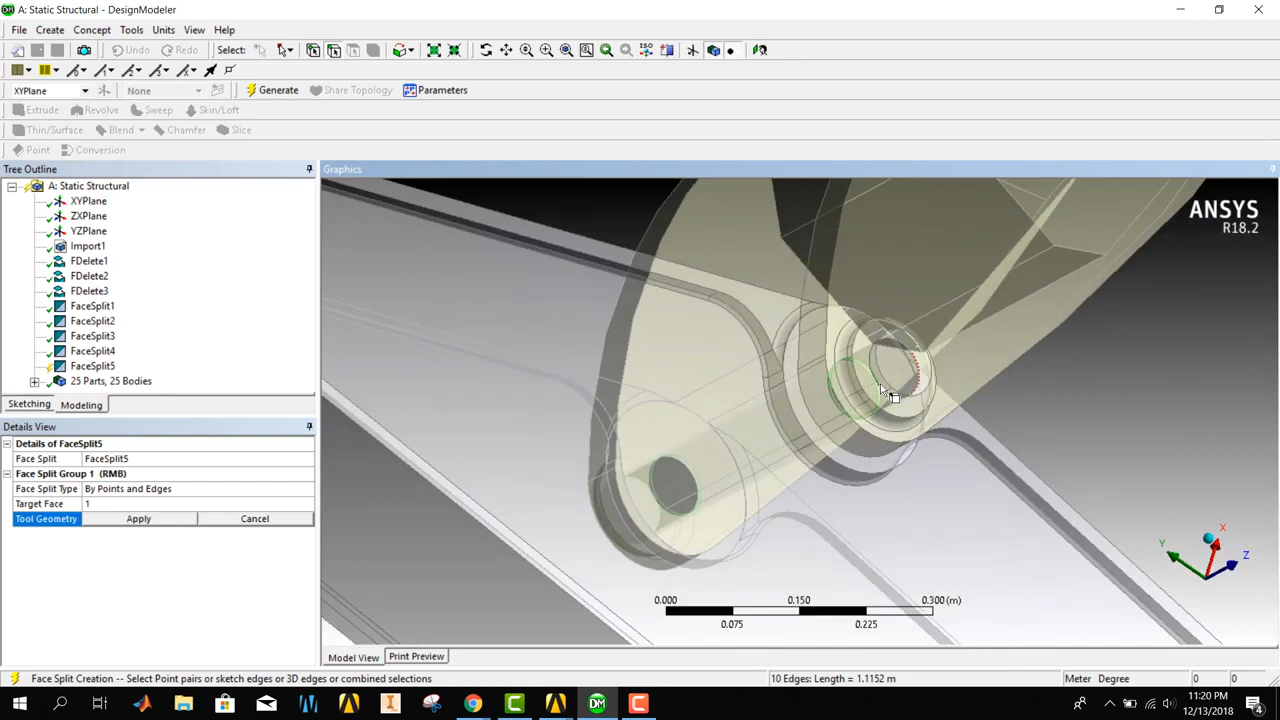 A: Static Structural - DesignModeler
File Create Concept Tools Units View Help
Undo Redo Select:
XYPlane None Generate Share Topology Parameters
Extrude Revolve Sweep Skin/Loft
Thin/Surface Blend Chamfer Slice
Point Conversion
Tree Outline
A: Static Structural
XYPlane
ZXPlane
YZPlane
Import1
FDelete1
FDelete2
FDelete3
FaceSplit1
FaceSplit2
FaceSplit3
FaceSplit4
FaceSplit5
25 Parts, 25 Bodies
Sketching Modeling
Details View
Details of FaceSplit5
Face Split FaceSplit5
Face Split Group 1 (RMB)
Face Split Type By Points and Edges
Target Face 1
Tool Geometry Apply Cancel
Graphics
ANSYS
R18.2
X
Y
Z
0.000 0.150 0.300 (m)
0.075 0.225
Model View Print Preview
Face Split Creation -- Select Point pairs or sketch edges or 3D edges or combined selections 10 Edges: Length = 1.1152 m Meter Degree 0 0
11:20 PM
12/13/2018